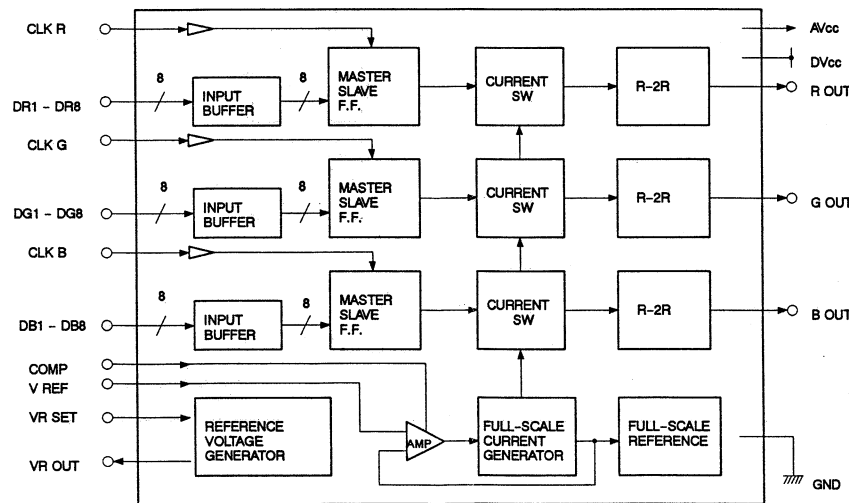 CLK R
AVcc
DVcc
8
8
MASTER
SLAVE
F.F.
CURRENT
SW
R-2R
R OUT
DR1 - DR8
INPUT
BUFFER
CLK G
8
8
MASTER
SLAVE
F.F.
CURRENT
SW
R-2R
G OUT
DG1 - DG8
INPUT
BUFFER
CLK B
8
8
MASTER
SLAVE
F.F.
CURRENT
SW
R-2R
B OUT
DB1 - DB8
INPUT
BUFFER
COMP
V REF
VR SET
VR OUT
REFERENCE
VOLTAGE
GENERATOR
AMP
FULL-SCALE
CURRENT
GENERATOR
FULL-SCALE
REFERENCE
GND